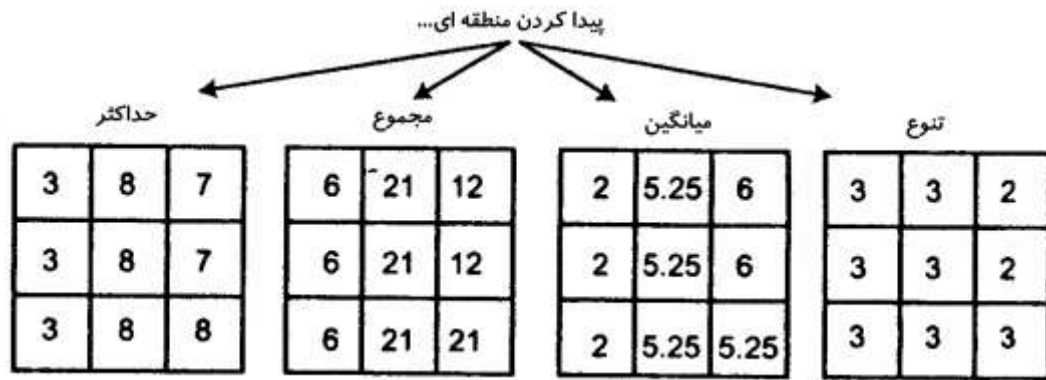 پیدا کردن منطقه ای...
حداکثر
مجموع
میانگین
تنوع
3 8 7
3 8 7
3 8 8
6 21 12
6 21 12
6 21 21
2 5.25 6
2 5.25 6
2 5.25 5.25
3 3 2
3 3 2
3 3 3